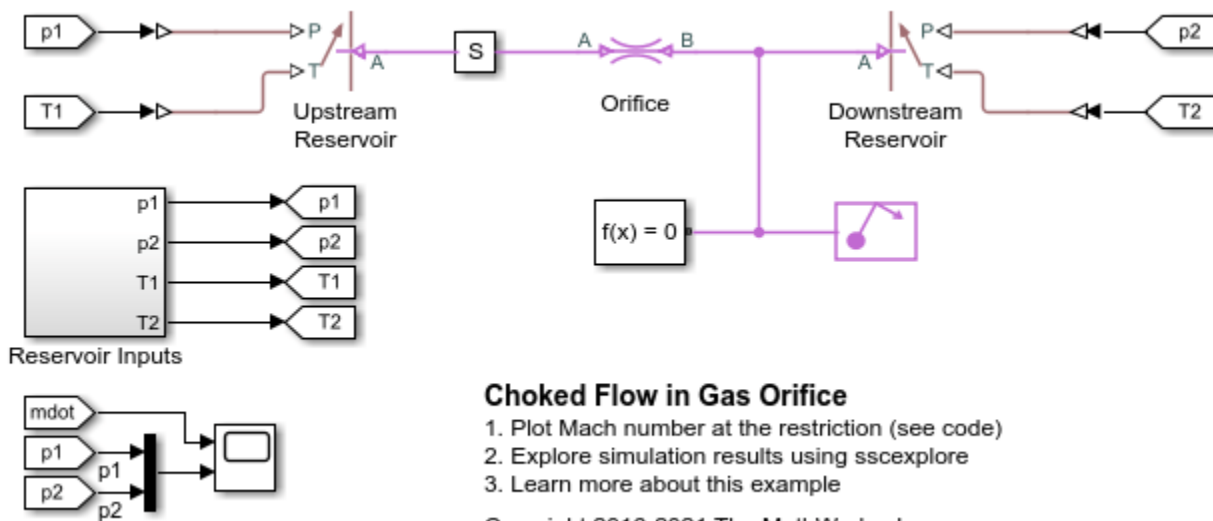 p1
P
T
A
S
A
B
A
P
T
p2
T1
Upstream
Reservoir
Orifice
Downstream
Reservoir
T2
p1
p1
p2
p2
T1
T1
T2
T2
f(x) = 0
Reservoir Inputs
mdot
p1
p1
p2
p2
Choked Flow in Gas Orifice
1. Plot Mach number at the restriction (see code)
2. Explore simulation results using sscexplore
3. Learn more about this example